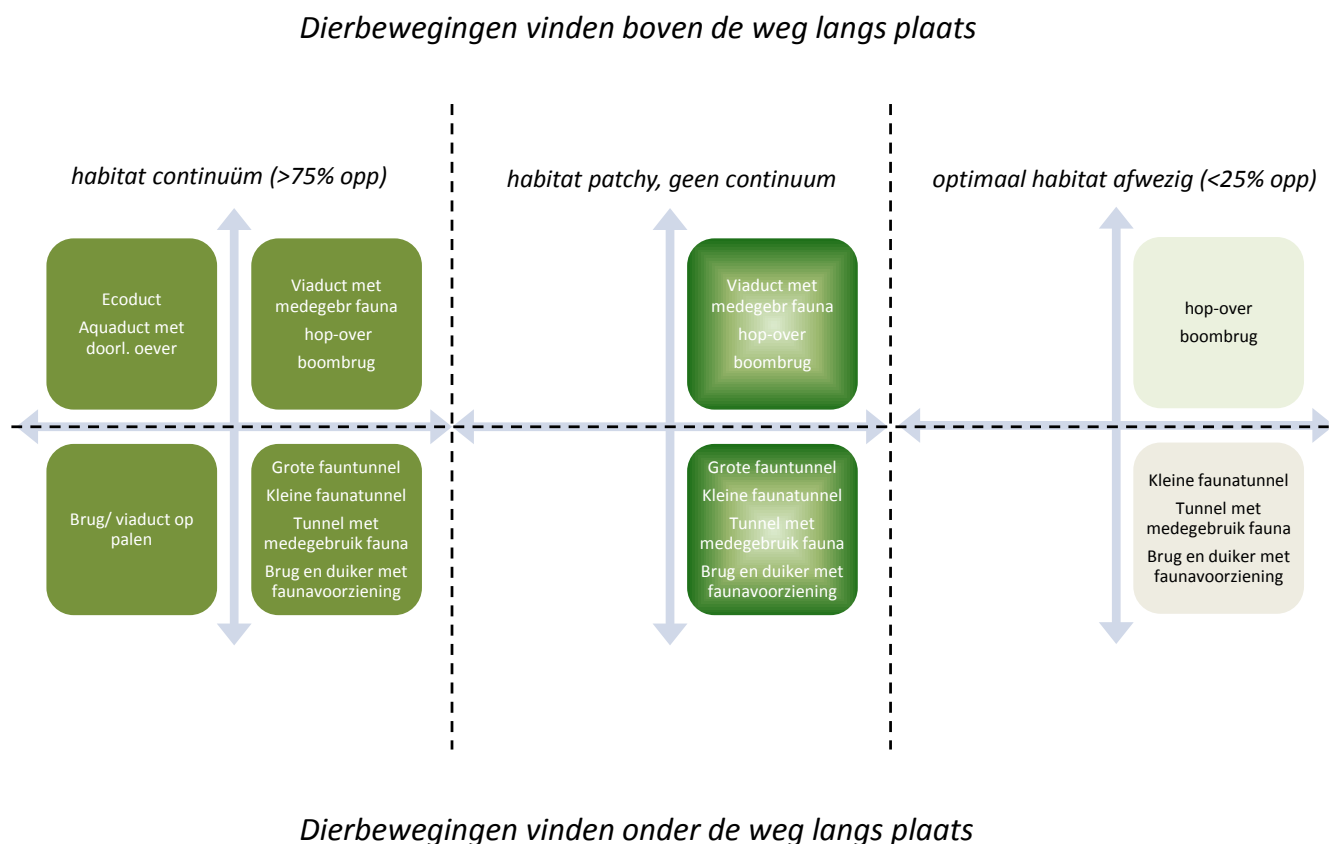 Dierbewegingen vinden boven de weg langs plaats
habitat continuüm (>75% opp)
habitat patchy, geen continuum
optimaal habitat afwezig (<25% opp)
Ecoduct
Aquaduct met
doorl. oever
Viaduct met
medegebr fauna
hop-over
boombrug
Viaduct met
medegebr fauna
hop-over
boombrug
hop-over
boombrug
Brug/ viaduct op
palen
Grote fauntunnel
Kleine faunatunnel
Tunnel met
medegebruik fauna
Brug en duiker met
faunavoorziening
Grote fauntunnel
Kleine faunatunnel
Tunnel met
medegebruik fauna
Brug en duiker met
faunavoorziening
Kleine faunatunnel
Tunnel met
medegebruik fauna
Brug en duiker met
faunavoorziening
Dierbewegingen vinden onder de weg langs plaats